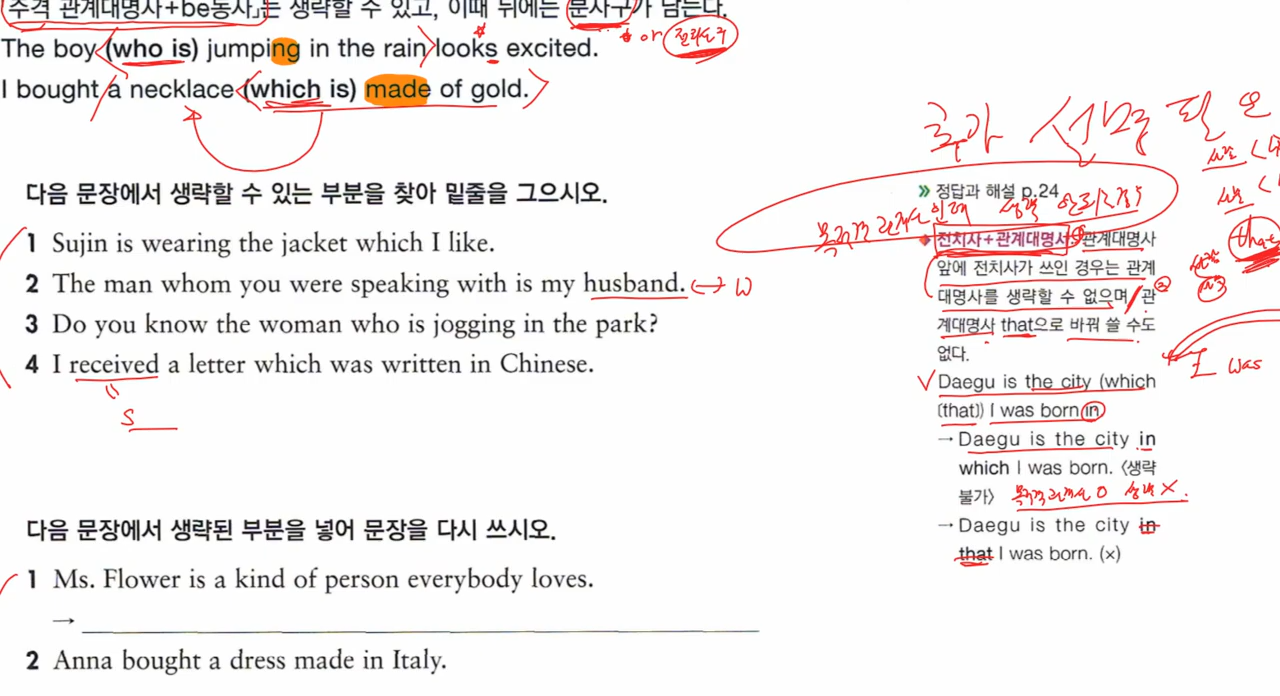 주격 관계대명사+be동사」는 생략할 수 있고, 이때 뒤에는 분사구가 남는다.
or
The boy (who is) jumping in the rain looks excited.
I bought a necklace (which is) made of gold.
다음 문장에서 생략할 수 있는 부분을 찾아 밑줄을 그으시오.
1 Sujin is wearing the jacket which I like.
2 The man whom you were speaking with is my husband.
3 Do you know the woman who is jogging in the park?
4 I received a letter which was written in Chinese.
S
추가 설명 필요
» 정답과 해설 p.24
전치사+관계대명사 관계대명사
앞에 전치사가 쓰인 경우는 관계
대명사를 생략할 수 없으며, 관
계대명사 that으로 바꿔 쓸 수도
없다.
Daegu is the city (which
(that)) I was born in
→ Daegu is the city in
which I was born. 〈생략
불가〉
→ Daegu is the city in
that I was born. (×)
that
I was
다음 문장에서 생략된 부분을 넣어 문장을 다시 쓰시오.
1 Ms. Flower is a kind of person everybody loves.
→
2 Anna bought a dress made in Italy.